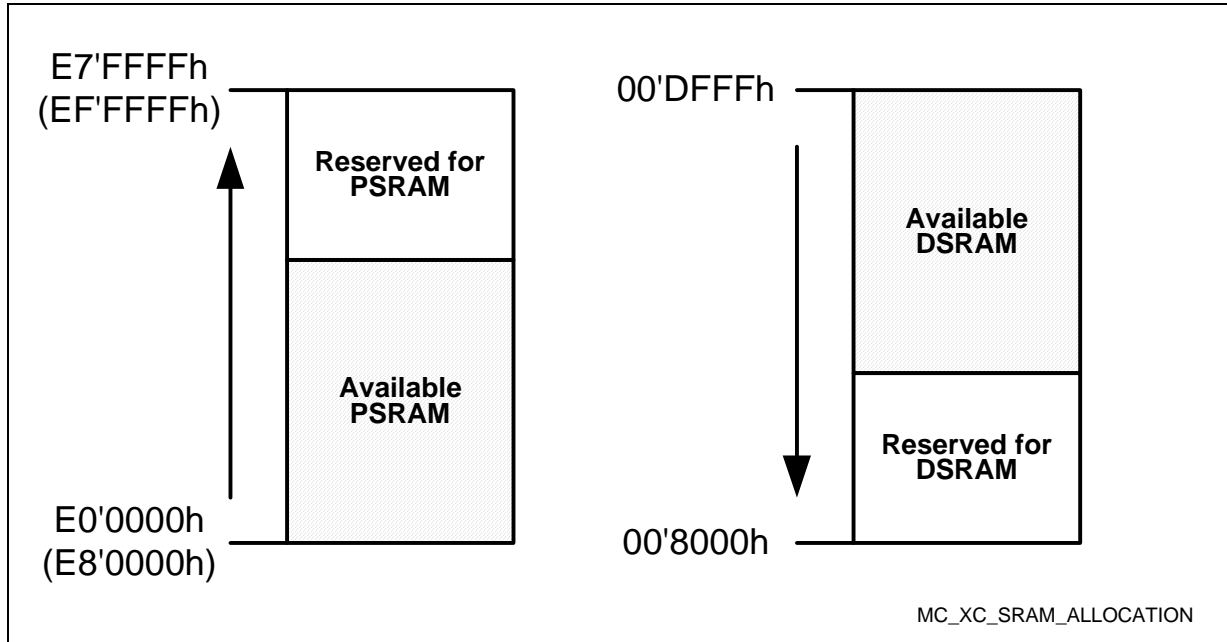 E7'FFFFh
(EF'FFFFh)
Reserved for
PSRAM
Available
PSRAM
E0'0000h
(E8'0000h)
00'DFFFh
Available
DSRAM
Reserved for
DSRAM
00'8000h
MC_XC_SRAM_ALLOCATION